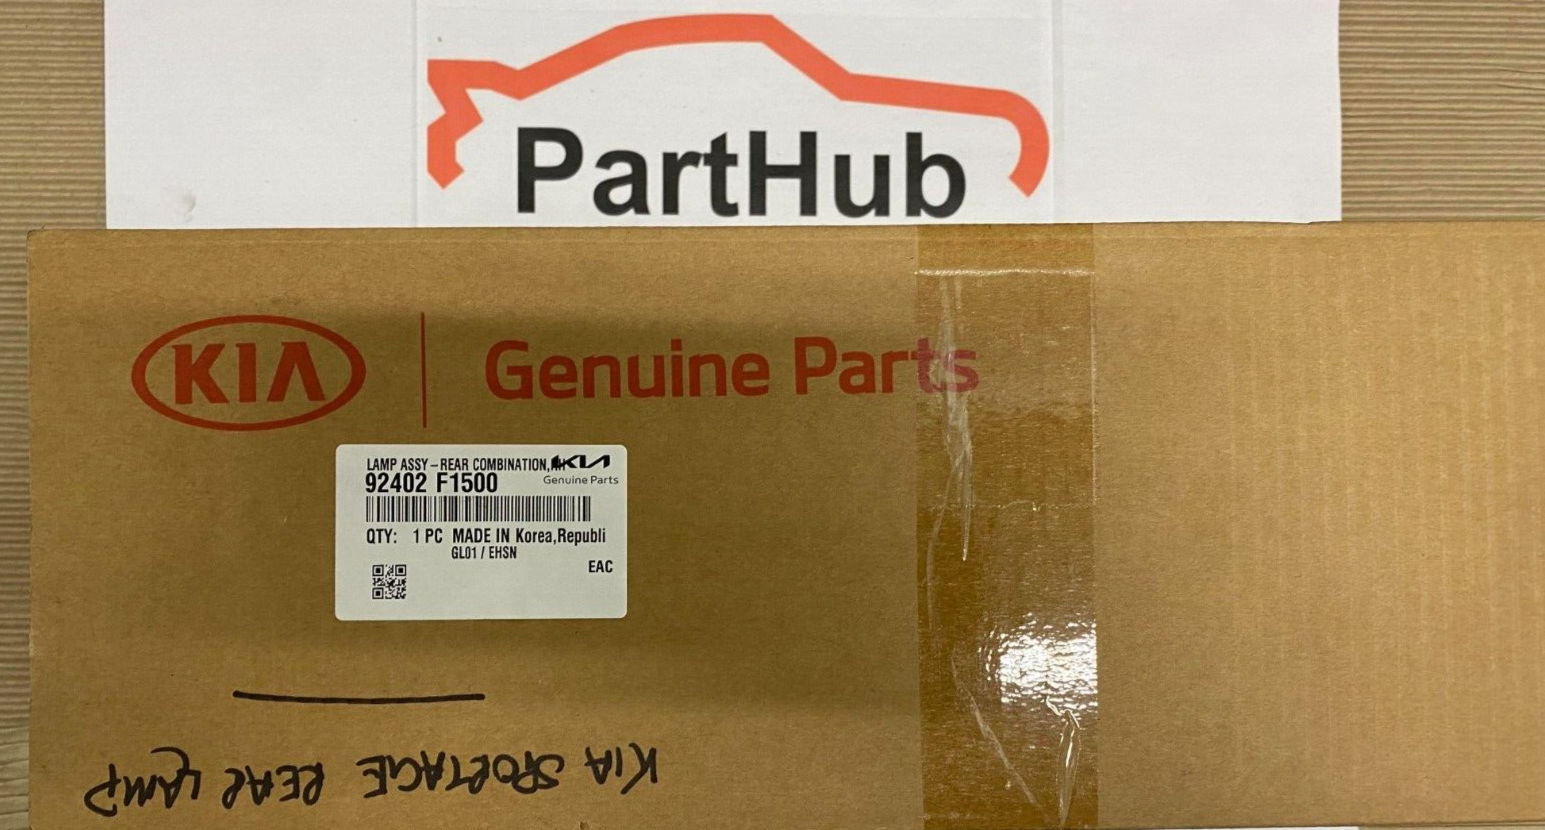 PartHub
KIA Genuine Parts
LAMP ASSY-REAR COMBINATION,
KIA
92402 F1500
Genuine Parts
QTY: 1 PC MADE IN Korea,Republi
GL01 / EHSN
EAC
KIA SPORTAGE REAR LAMP